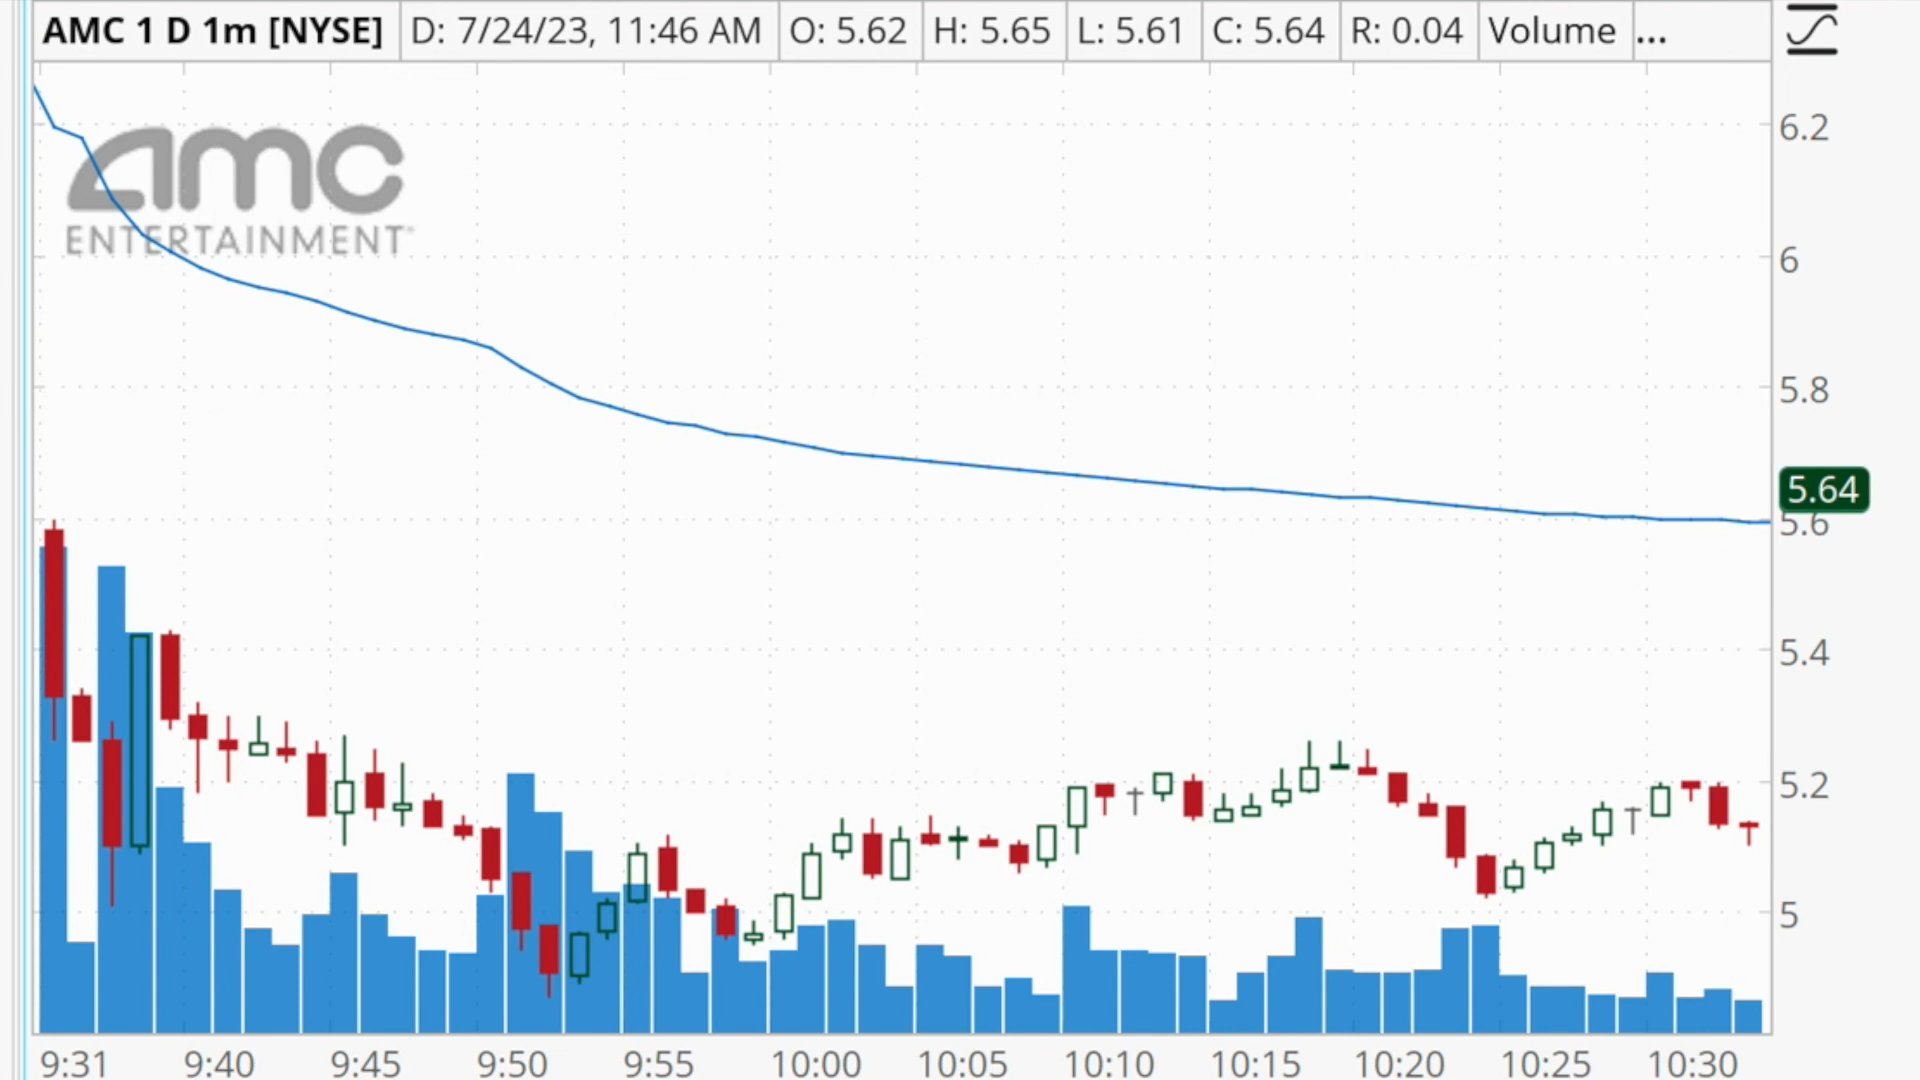 AMC 1 D 1m [NYSE] D: 7/24/23, 11:46 AM O: 5.62 H: 5.65 L: 5.61 C: 5.64 R: 0.04 Volume ...
amc
ENTERTAINMENT
6.2
6
5.8
5.64
5.6
5.4
5.2
5
9:31 9:40 9:45 9:50 9:55 10:00 10:05 10:10 10:15 10:20 10:25 10:30